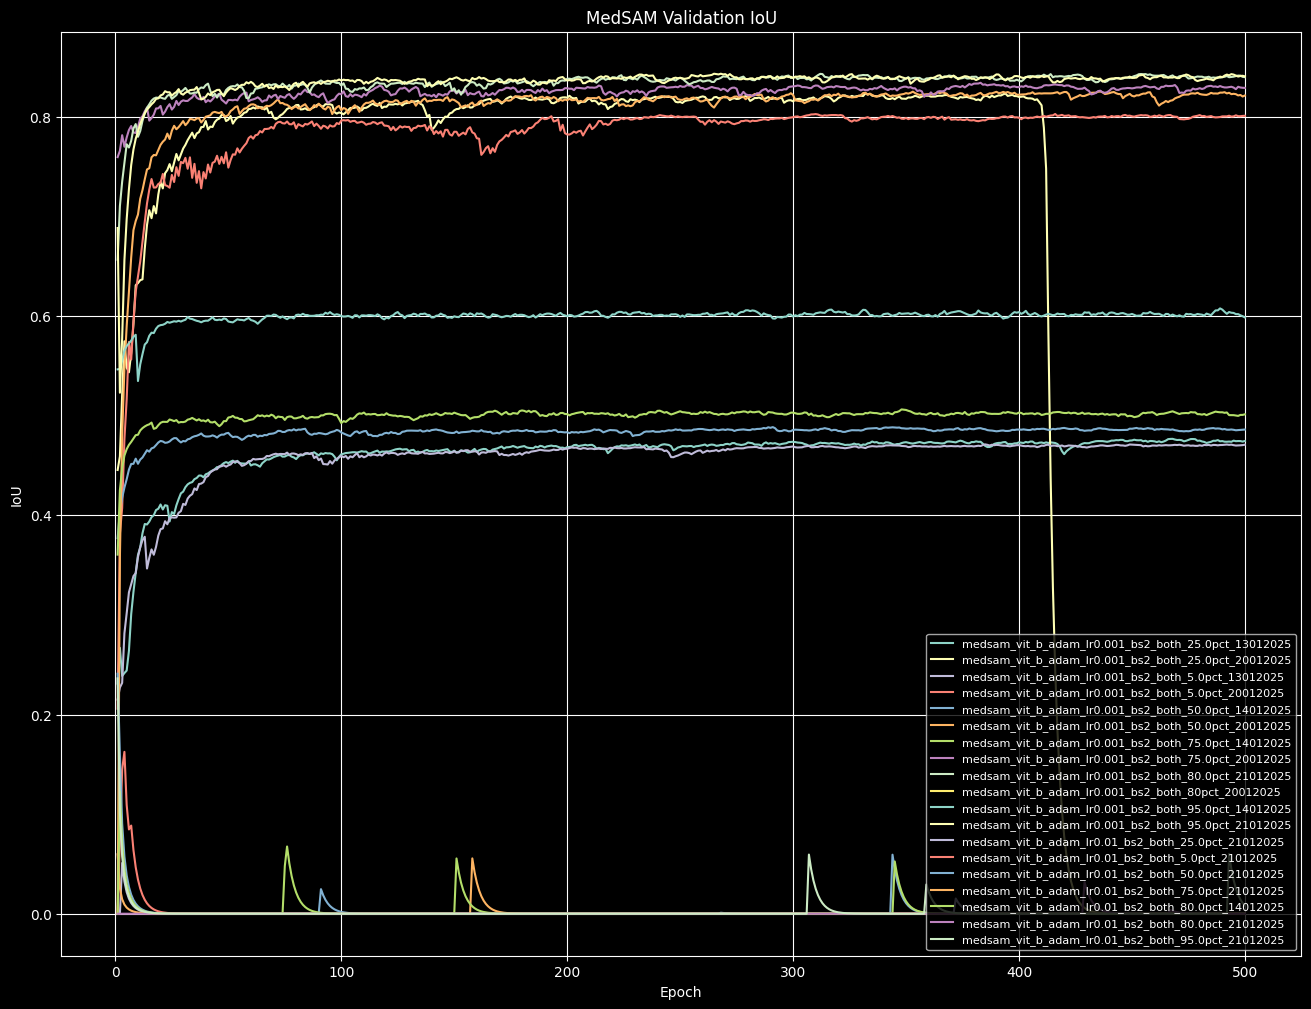 MedSAM Validation IoU
IoU
0.8
0.6
0.4
0.2
0.0
medsam_vit_b_adam_lr0.001_bs2_both_25.0pct_13012025
medsam_vit_b_adam_lr0.001_bs2_both_25.0pct_20012025
medsam_vit_b_adam_lr0.001_bs2_both_5.0pct_13012025
medsam_vit_b_adam_lr0.001_bs2_both_5.0pct_20012025
medsam_vit_b_adam_lr0.001_bs2_both_50.0pct_14012025
medsam_vit_b_adam_lr0.001_bs2_both_50.0pct_20012025
medsam_vit_b_adam_lr0.001_bs2_both_75.0pct_14012025
medsam_vit_b_adam_lr0.001_bs2_both_75.0pct_20012025
medsam_vit_b_adam_lr0.001_bs2_both_80.0pct_21012025
medsam_vit_b_adam_lr0.001_bs2_both_80pct_20012025
medsam_vit_b_adam_lr0.001_bs2_both_95.0pct_14012025
medsam_vit_b_adam_lr0.001_bs2_both_95.0pct_21012025
medsam_vit_b_adam_lr0.01_bs2_both_25.0pct_21012025
medsam_vit_b_adam_lr0.01_bs2_both_5.0pct_21012025
medsam_vit_b_adam_lr0.01_bs2_both_50.0pct_21012025
medsam_vit_b_adam_lr0.01_bs2_both_75.0pct_21012025
medsam_vit_b_adam_lr0.01_bs2_both_80.0pct_14012025
medsam_vit_b_adam_lr0.01_bs2_both_80.0pct_21012025
medsam_vit_b_adam_lr0.01_bs2_both_95.0pct_21012025
0 100 200 300 400 500
Epoch